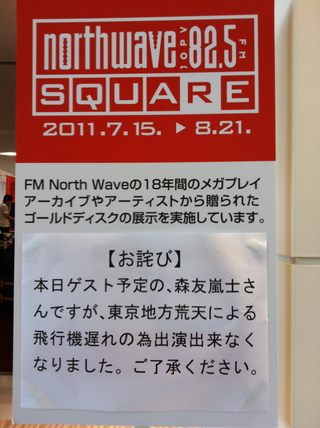 northwave 82.5 FM
JOPV
SQUARE
2011.7.15. ▶ 8.21.
FM North Waveの18年間のメガプレイ
アーカイブやアーティストから贈られた
ゴールドディスクの展示を実施しています。
【お詫び】
本日ゲスト予定の、森友嵐士さ
んですが、東京地方荒天による
飛行機遅れの為出演出来なく
なりました。ご了承ください。